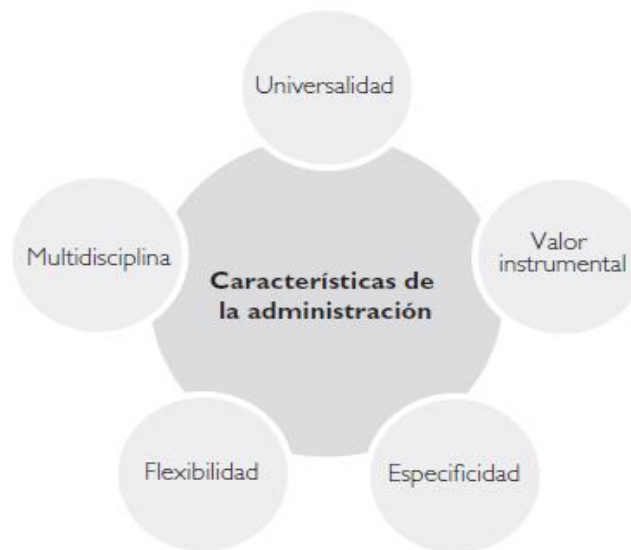 Universalidad
Multidisciplina
Valor
instrumental
Características de
la administración
Flexibilidad
Especificidad